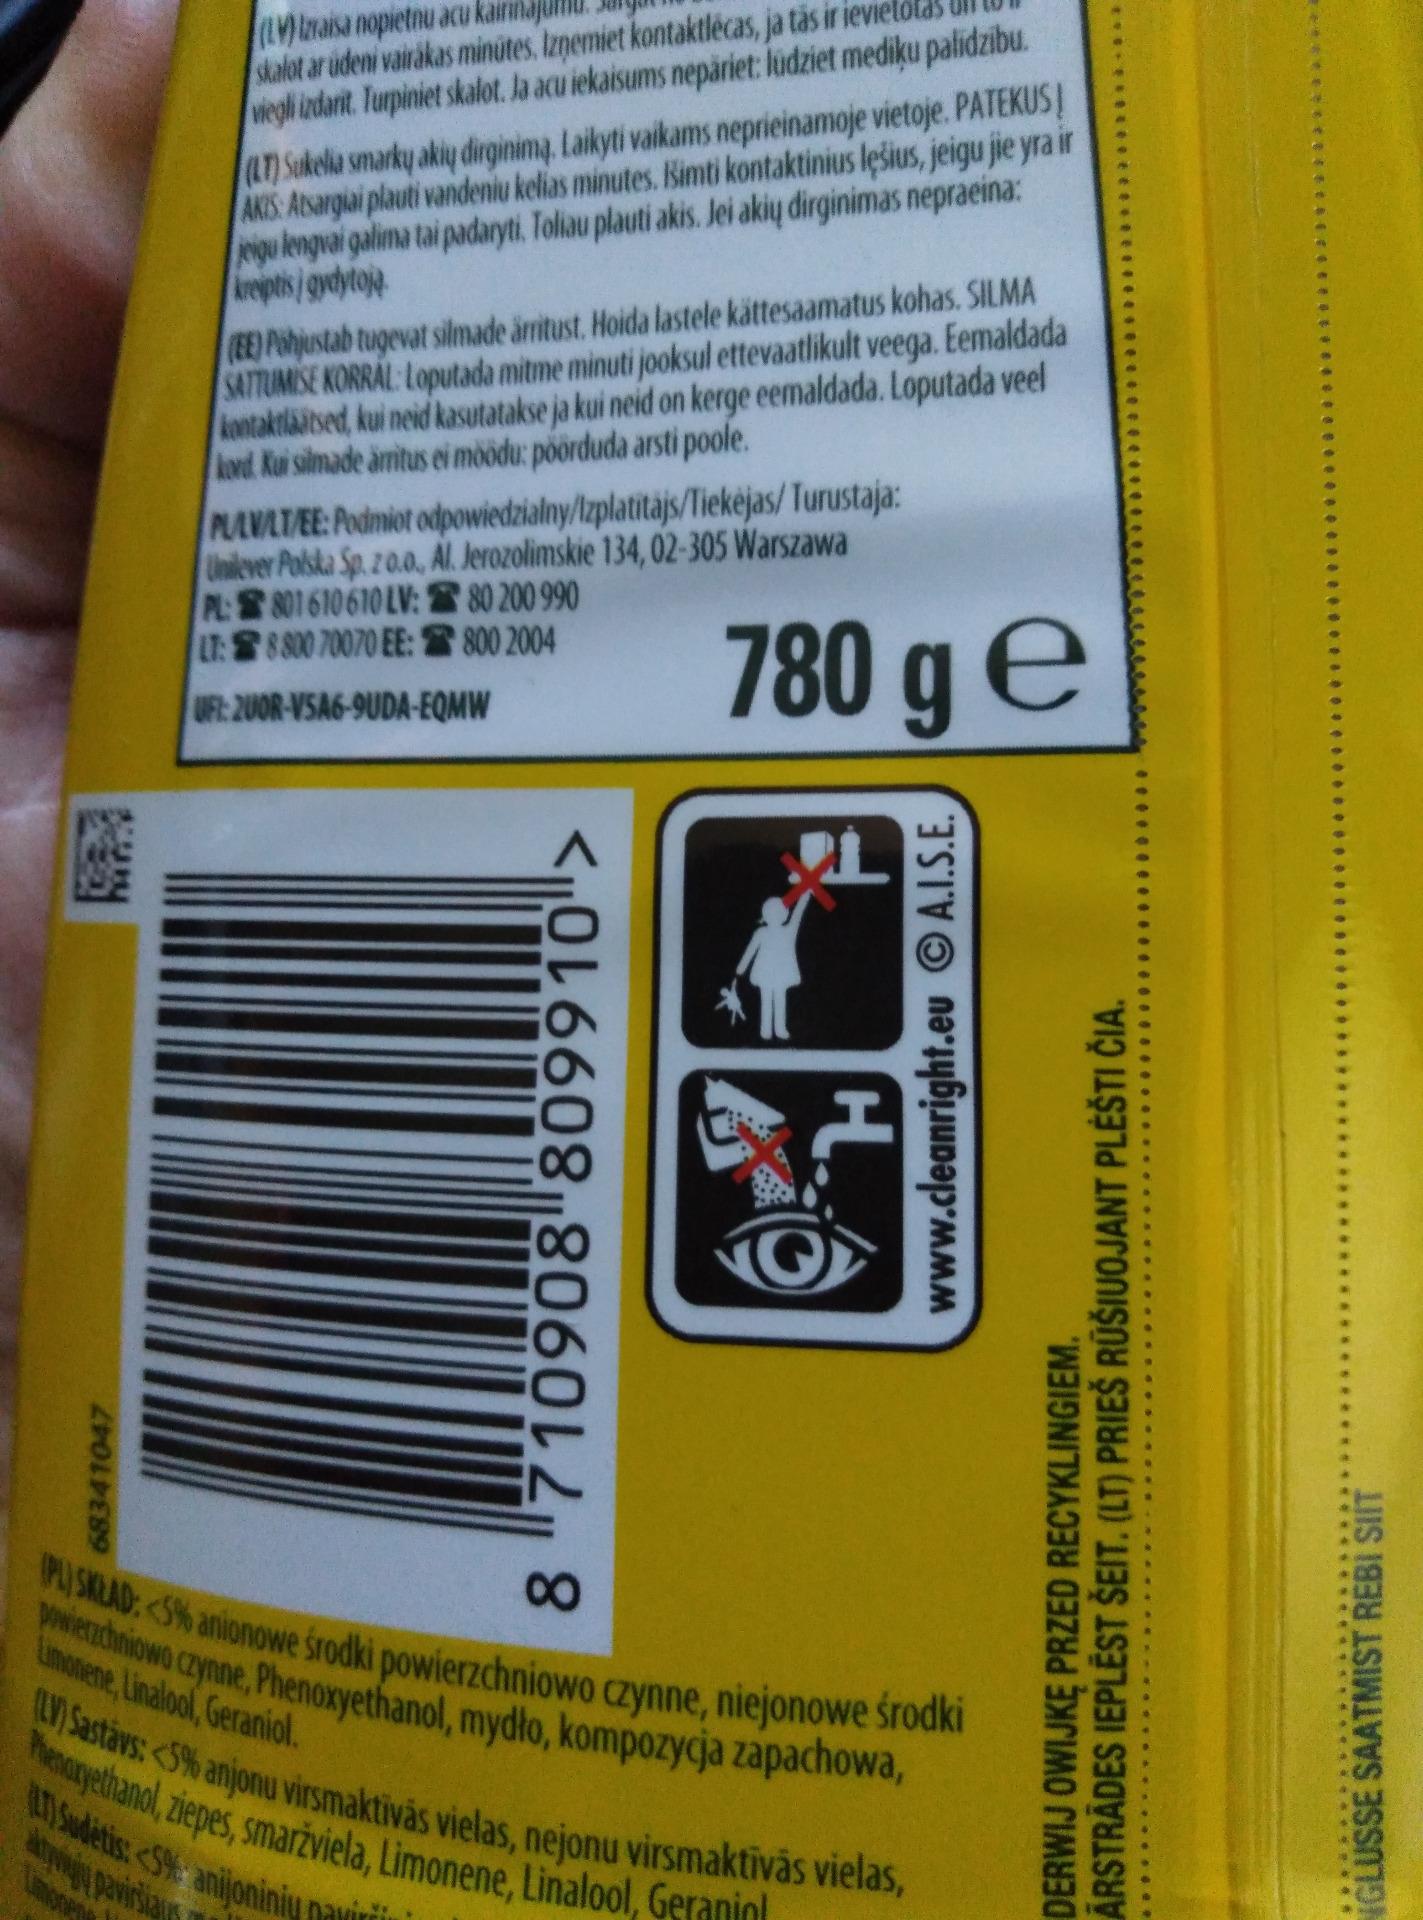 (LV) Izraisa nopietnu acu kairinājumu.
skalot ar ūdeni vairākas minūtes. Izņemiet kontaktlēcas, ja tās ir ievietotas un to ir
viegli izdarīt. Turpiniet skalot. Ja acu iekaisums nepāriet: lūdziet mediķu palīdzību.
(LT) Sukelia smarkų akių dirginimą. Laikyti vaikams neprieinamoje vietoje. PATEKUS Į
AKIS: Atsargiai plauti vandeniu kelias minutes. Išimti kontaktinius lęšius, jeigu jie yra ir
jeigu lengvai galima tai padaryti. Toliau plauti akis. Jei akių dirginimas nepraeina:
kreiptis į gydytoją.
(EE) Põhjustab tugevat silmade ärritust. Hoida lastele kättesaamatus kohas. SILMA
SATTUMISE KORRAL: Loputada mitme minuti jooksul ettevaatlikult veega. Eemaldada
kontaktläätsed, kui neid kasutatakse ja kui neid on kerge eemaldada. Loputada veel
kord. Kui silmade ärritus ei möödu: pöörduda arsti poole.
PL/LV/LT/EE: Podmiot odpowiedzialny/Izplatītājs/Tiekėjas/ Turustaja:
Unilever Polska Sp. z o.o., Al. Jerozolimskie 134, 02-305 Warszawa
PL: ☎ 801 610 610 LV: ☎ 80 200 990
LT: ☎ 8 800 70070 EE: ☎ 800 2004
UFI: 2U0R-V5A6-9UDA-EQMW
780 g e
8 710908 809910 >
68341047
www.cleanright.eu © A.I.S.E.
(PL) SKŁAD: <5% anionowe środki powierzchniowo czynne, niejonowe środki
powierzchniowo czynne, Phenoxyethanol, mydło, kompozycja zapachowa,
Limonene, Linalool, Geraniol.
(LV) Sastāvs: <5% anjonu virsmaktīvās vielas, nejonu virsmaktīvās vielas,
Phenoxyethanol, ziepes, smaržviela, Limonene, Linalool, Geraniol
(LT) Sudėtis: <5% anijoninių
DERWIJ OWIJKĘ PRZED RECYKLINGIEM.
ĀRSTRĀDES IEPLĒST ŠEIT. (LT) PRIEŠ RŪŠIUOJANT PLĖŠTI ČIA.
GLUSSE SAATMIST REBI SIIT